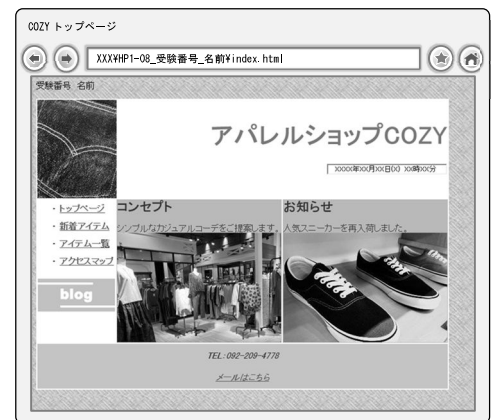 COZY トップページ
XXX¥HP1-08_受験番号_名前¥index.html
受験番号 名前
アパレルショップCOZY
xxxx年xx月xx日(x) xx時xx分
・トップページ
・新着アイテム
・アイテム一覧
・アクセスマップ
blog
コンセプト
シンプルなカジュアルコーデをご提案します。
お知らせ
人気スニーカーを再入荷しました。
TEL:092-209-4778
メールはこちら